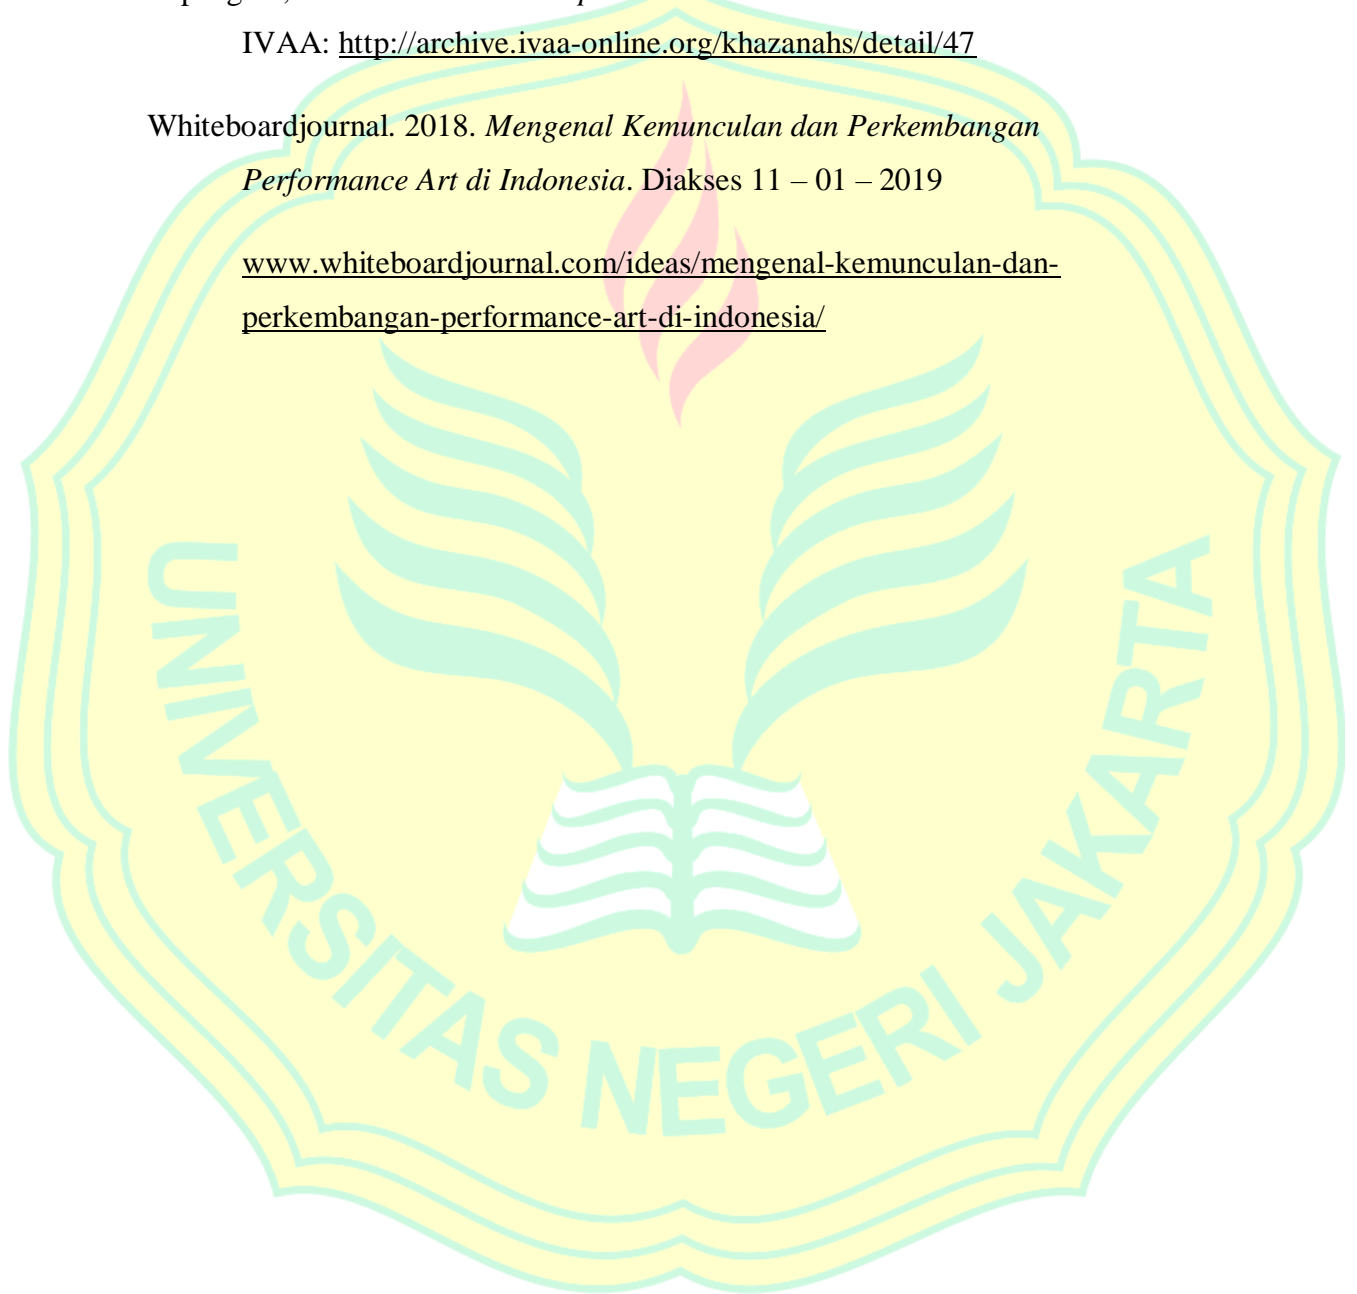 IVAA: http://archive.ivaa-online.org/khazanahs/detail/47
Whiteboardjournal. 2018. Mengenal Kemunculan dan Perkembangan
Performance Art di Indonesia. Diakses 11 – 01 – 2019
www.whiteboardjournal.com/ideas/mengenal-kemunculan-dan-
perkembangan-performance-art-di-indonesia/
UNIVERSITAS NEGERI JAKARTA